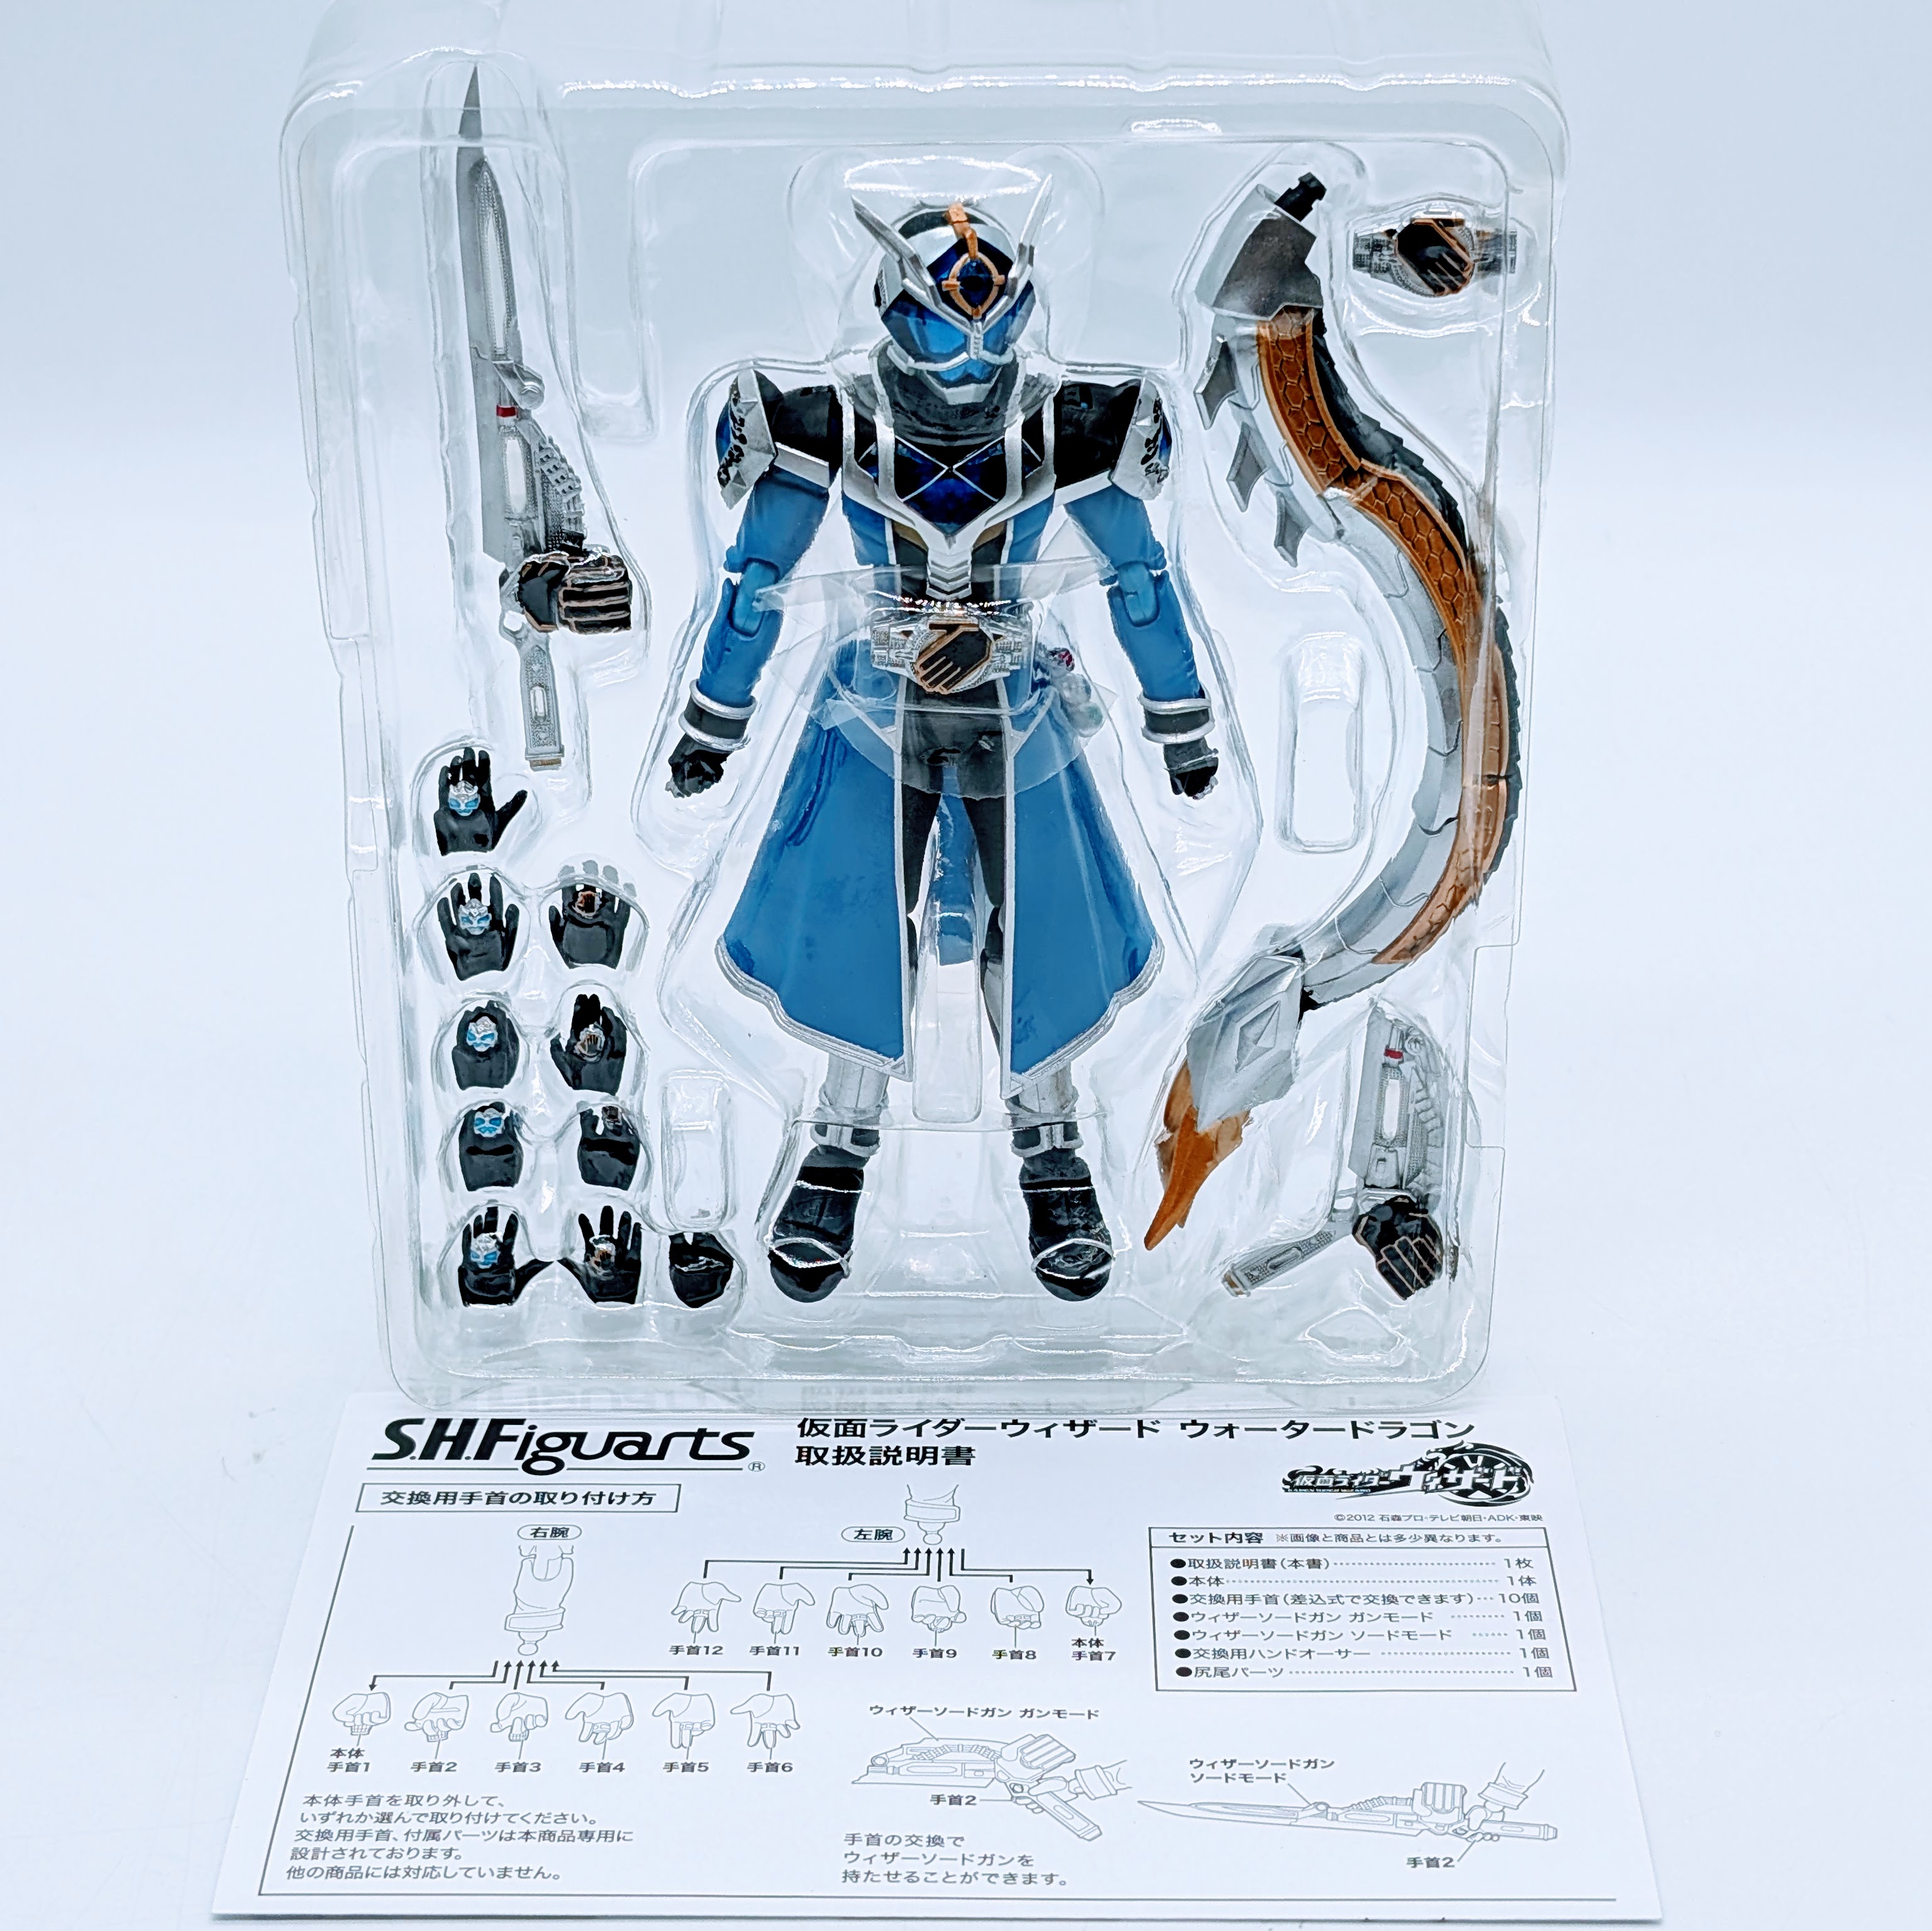 S.H.Figuarts®
仮面ライダーウィザード ウォータードラゴン
取扱説明書
仮面ライダーウィザード
©2012 石森プロ・テレビ朝日・ADK・東映
交換用手首の取り付け方
右腕
本体
手首1
手首2
手首3
手首4
手首5
手首6
左腕
手首12
手首11
手首10
手首9
手首8
本体
手首7
セット内容 ※画像と商品とは多少異なります。
●取扱説明書(本書)……1枚
●本体……1体
●交換用手首(差込式で交換できます)…10個
●ウィザーソードガン ガンモード ……1個
●ウィザーソードガン ソードモード ……1個
●交換用ハンドオーサー ……1個
●尻尾パーツ……1個
本体手首を取り外して、
いずれか選んで取り付けてください。
交換用手首、付属パーツは本商品専用に
設計されております。
他の商品には対応していません。
ウィザーソードガン ガンモード
手首2
手首の交換で
ウィザーソードガンを
持たせることができます。
ウィザーソードガン
ソードモード
手首2